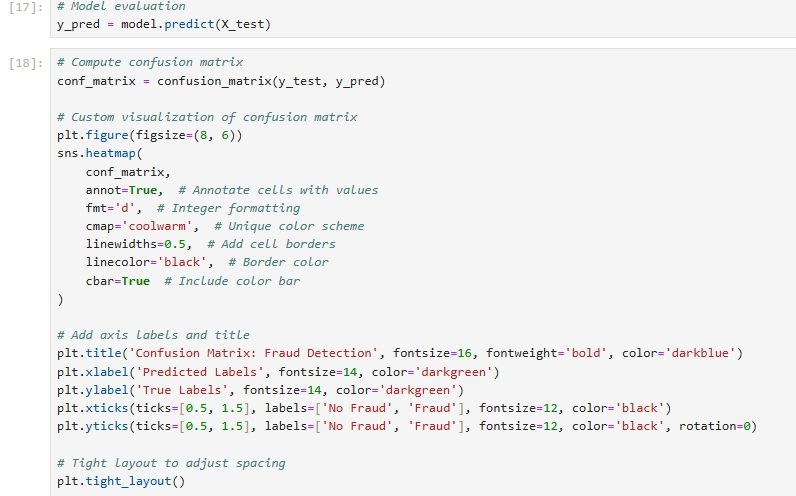 [17]: # Model evaluation
y_pred = model.predict(X_test)
[18]: # Compute confusion matrix
conf_matrix = confusion_matrix(y_test, y_pred)
# Custom visualization of confusion matrix
plt.figure(figsize=(8, 6))
sns.heatmap(
    conf_matrix,
    annot=True,  # Annotate cells with values
    fmt='d',  # Integer formatting
    cmap='coolwarm',  # Unique color scheme
    linewidths=0.5,  # Add cell borders
    linecolor='black',  # Border color
    cbar=True  # Include color bar
)
# Add axis labels and title
plt.title('Confusion Matrix: Fraud Detection', fontsize=16, fontweight='bold', color='darkblue')
plt.xlabel('Predicted Labels', fontsize=14, color='darkgreen')
plt.ylabel('True Labels', fontsize=14, color='darkgreen')
plt.xticks(ticks=[0.5, 1.5], labels=['No Fraud', 'Fraud'], fontsize=12, color='black')
plt.yticks(ticks=[0.5, 1.5], labels=['No Fraud', 'Fraud'], fontsize=12, color='black', rotation=0)
# Tight layout to adjust spacing
plt.tight_layout()